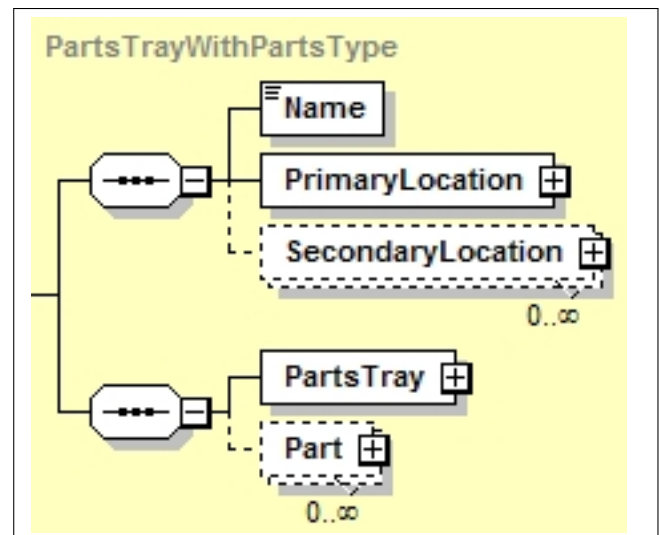 PartsTrayWithPartsType
Name
PrimaryLocation
SecondaryLocation
0..∞
PartsTray
Part
0..∞